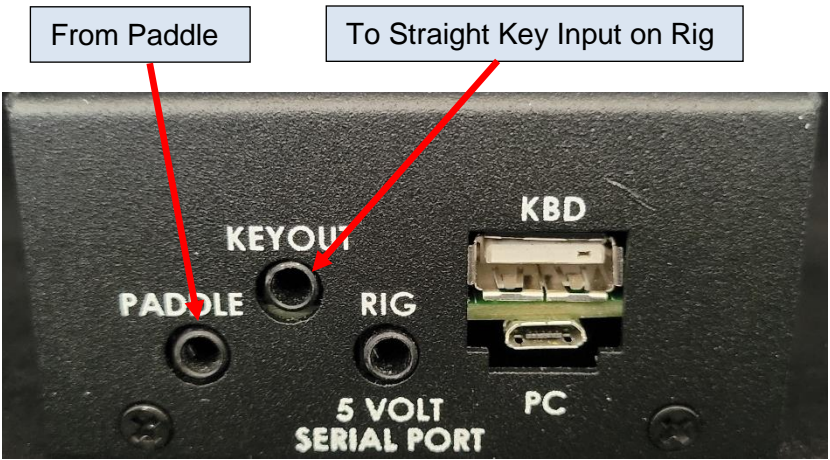 From Paddle
To Straight Key Input on Rig
KBD
KEYOUT
PADDLE
RIG
5 VOLT
SERIAL PORT
PC